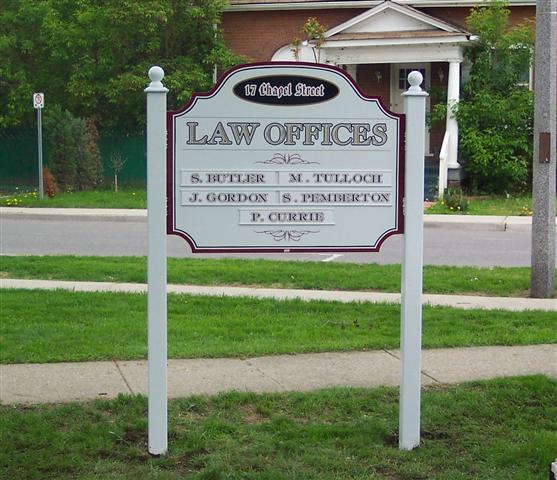 17 Chapel Street
LAW OFFICES
S. BUTLER M. TULLOCH
J. GORDON S. PEMBERTON
P. CURRIE